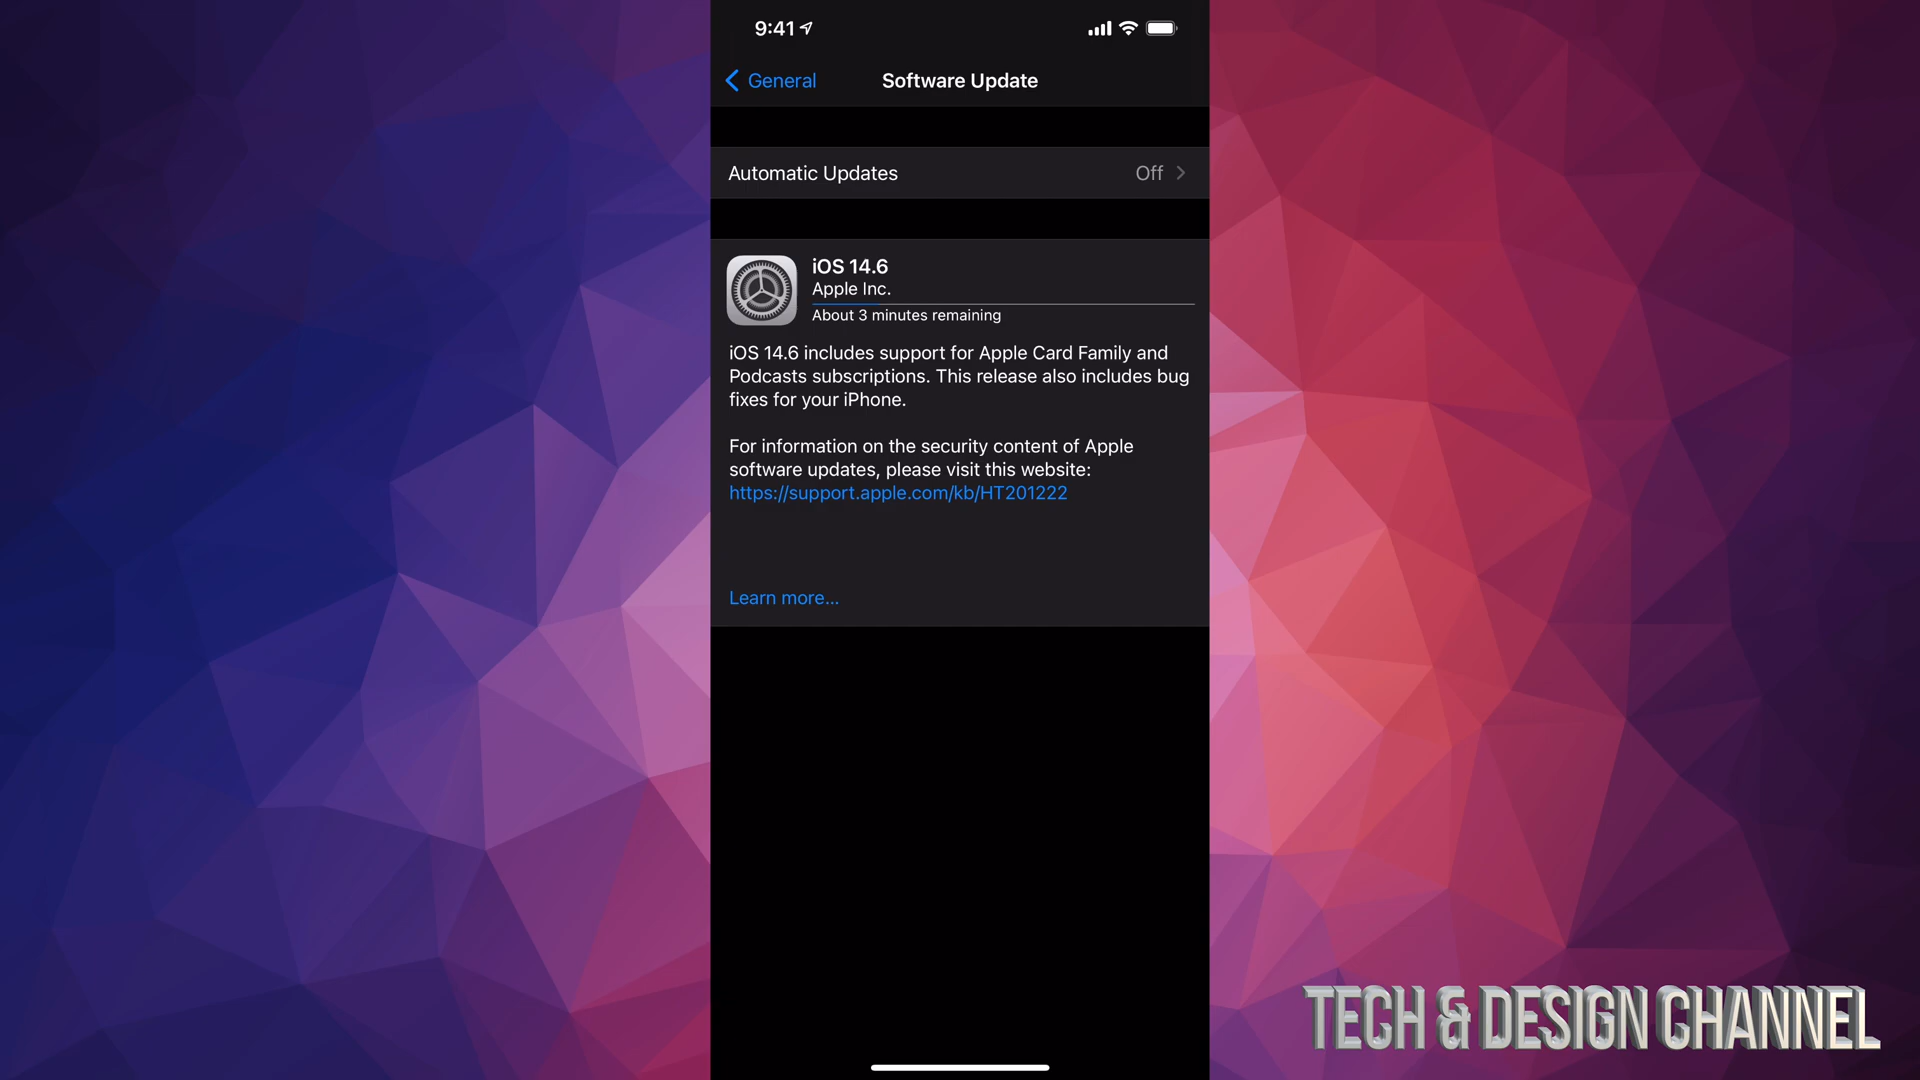 9:41
General
Software Update
Automatic Updates
Off
iOS 14.6
Apple Inc.
About 3 minutes remaining
iOS 14.6 includes support for Apple Card Family and
Podcasts subscriptions. This release also includes bug
fixes for your iPhone.
For information on the security content of Apple
software updates, please visit this website:
https://support.apple.com/kb/HT201222
Learn more...
TECH & DESIGN CHANNEL